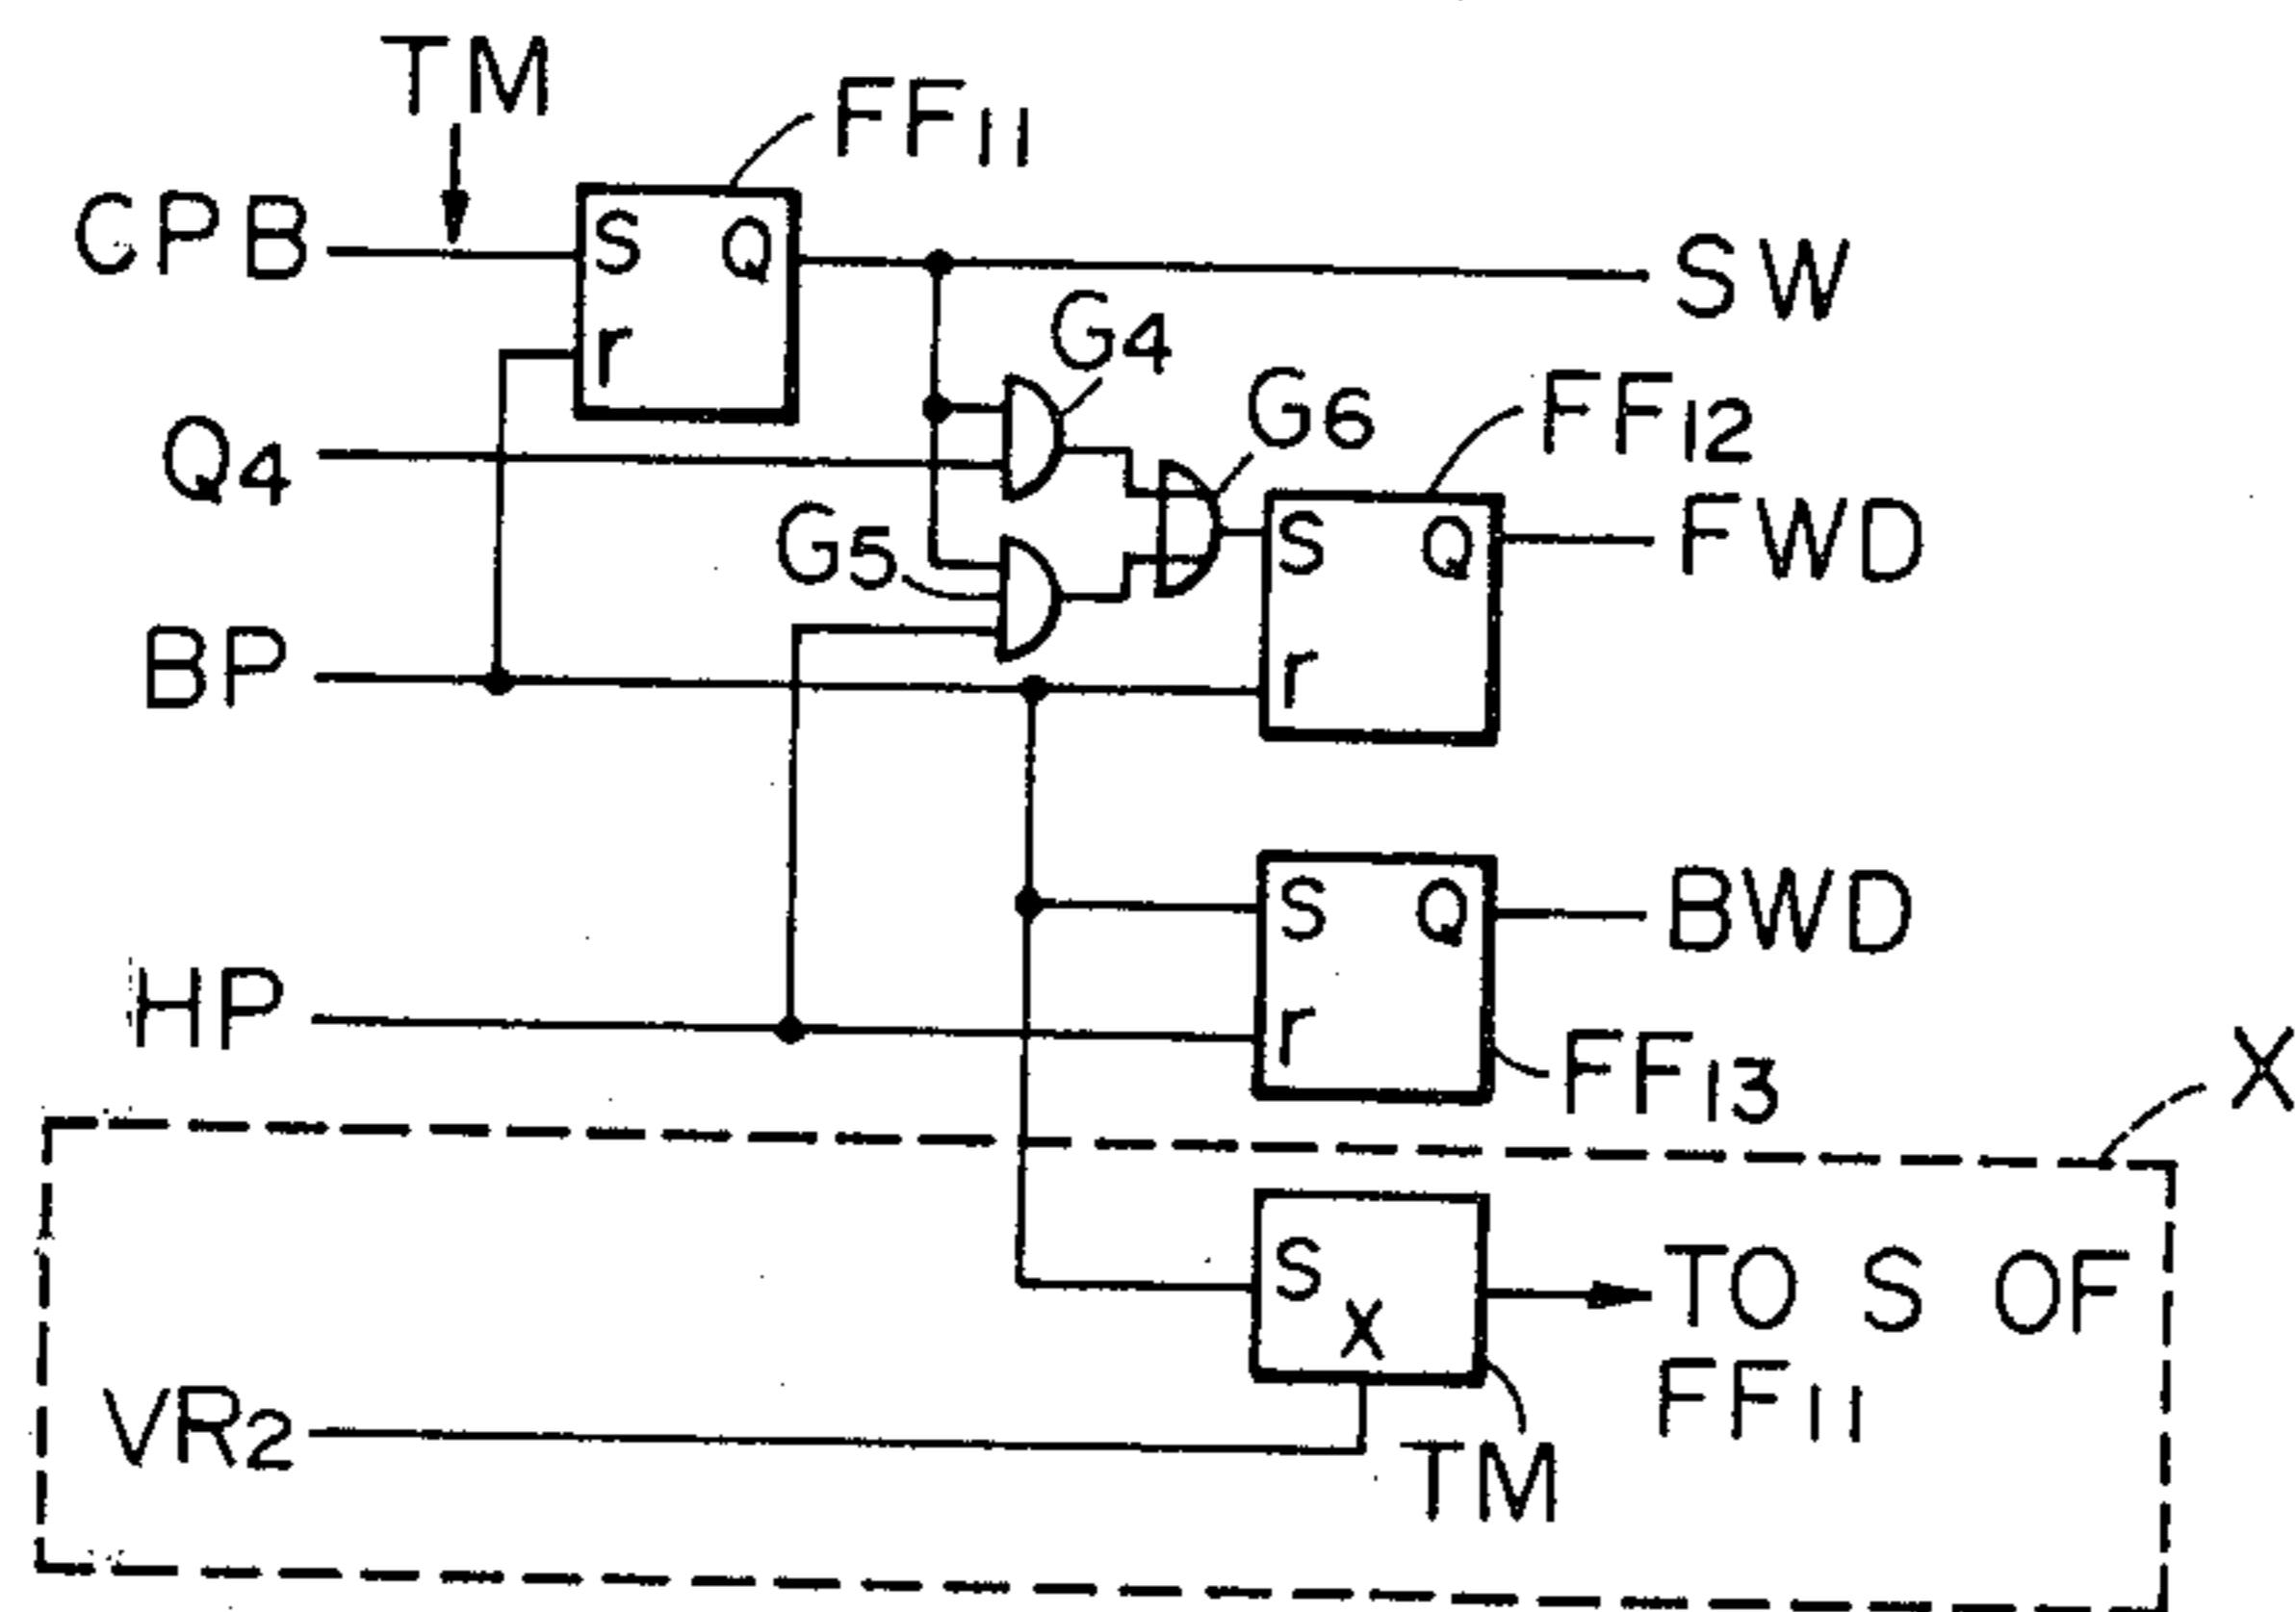 TM
FF11
CPB
S Q
r
SW
G4
Q4
G6
FF12
G5
S Q
FWD
BP
r
S Q
BWD
HP
r
FF13
X
S
X
TO S OF
FF11
VR2
TM